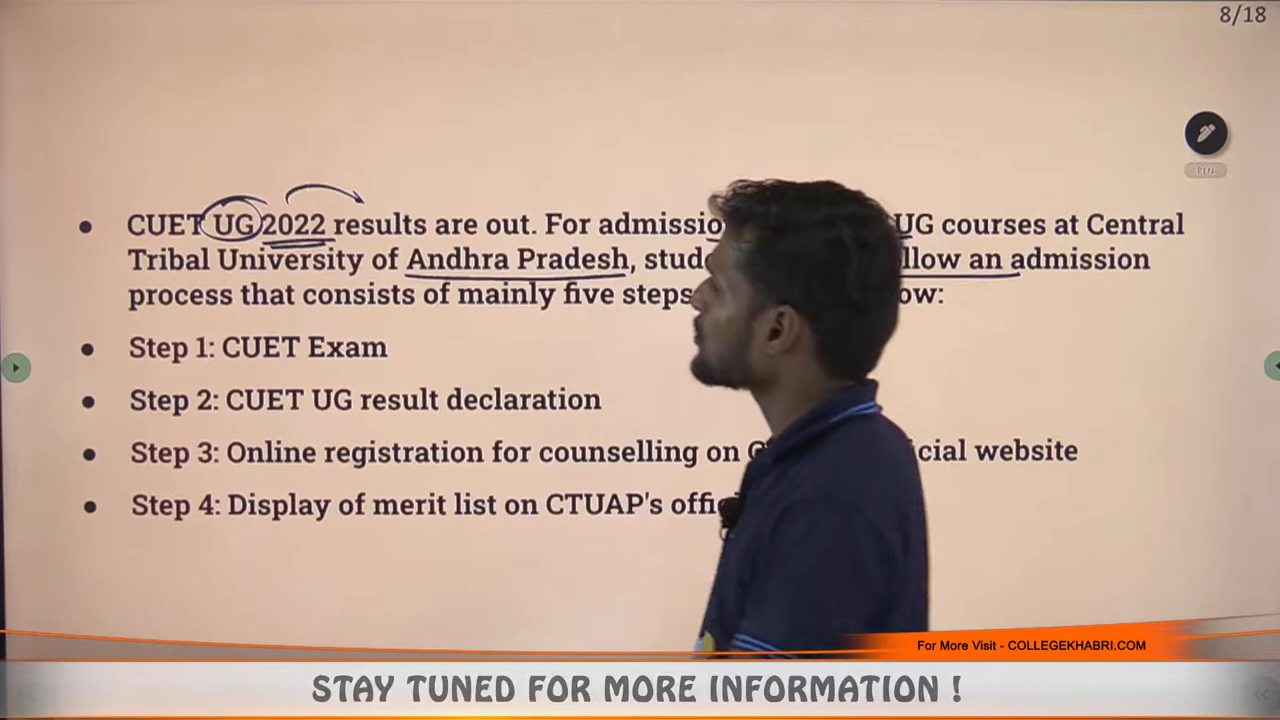 8/18
PEN
• CUET UG 2022 results are out. For admissio UG courses at Central
Tribal University of Andhra Pradesh, stud llow an admission
process that consists of mainly five steps ow:
• Step 1: CUET Exam
• Step 2: CUET UG result declaration
• Step 3: Online registration for counselling on cial website
• Step 4: Display of merit list on CTUAP's offi
For More Visit - COLLEGEKHABRI.COM
STAY TUNED FOR MORE INFORMATION !